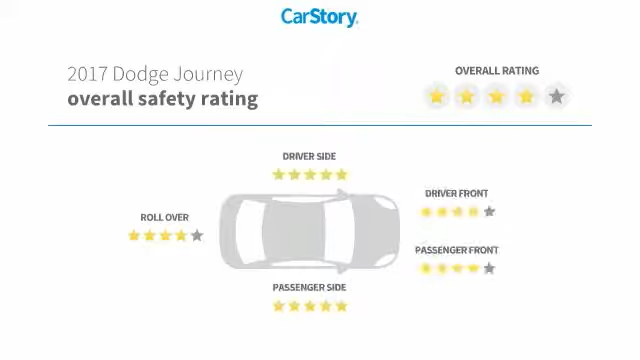 CarStory
2017 Dodge Journey
overall safety rating
OVERALL RATING
DRIVER SIDE
DRIVER FRONT
ROLL OVER
PASSENGER FRONT
PASSENGER SIDE